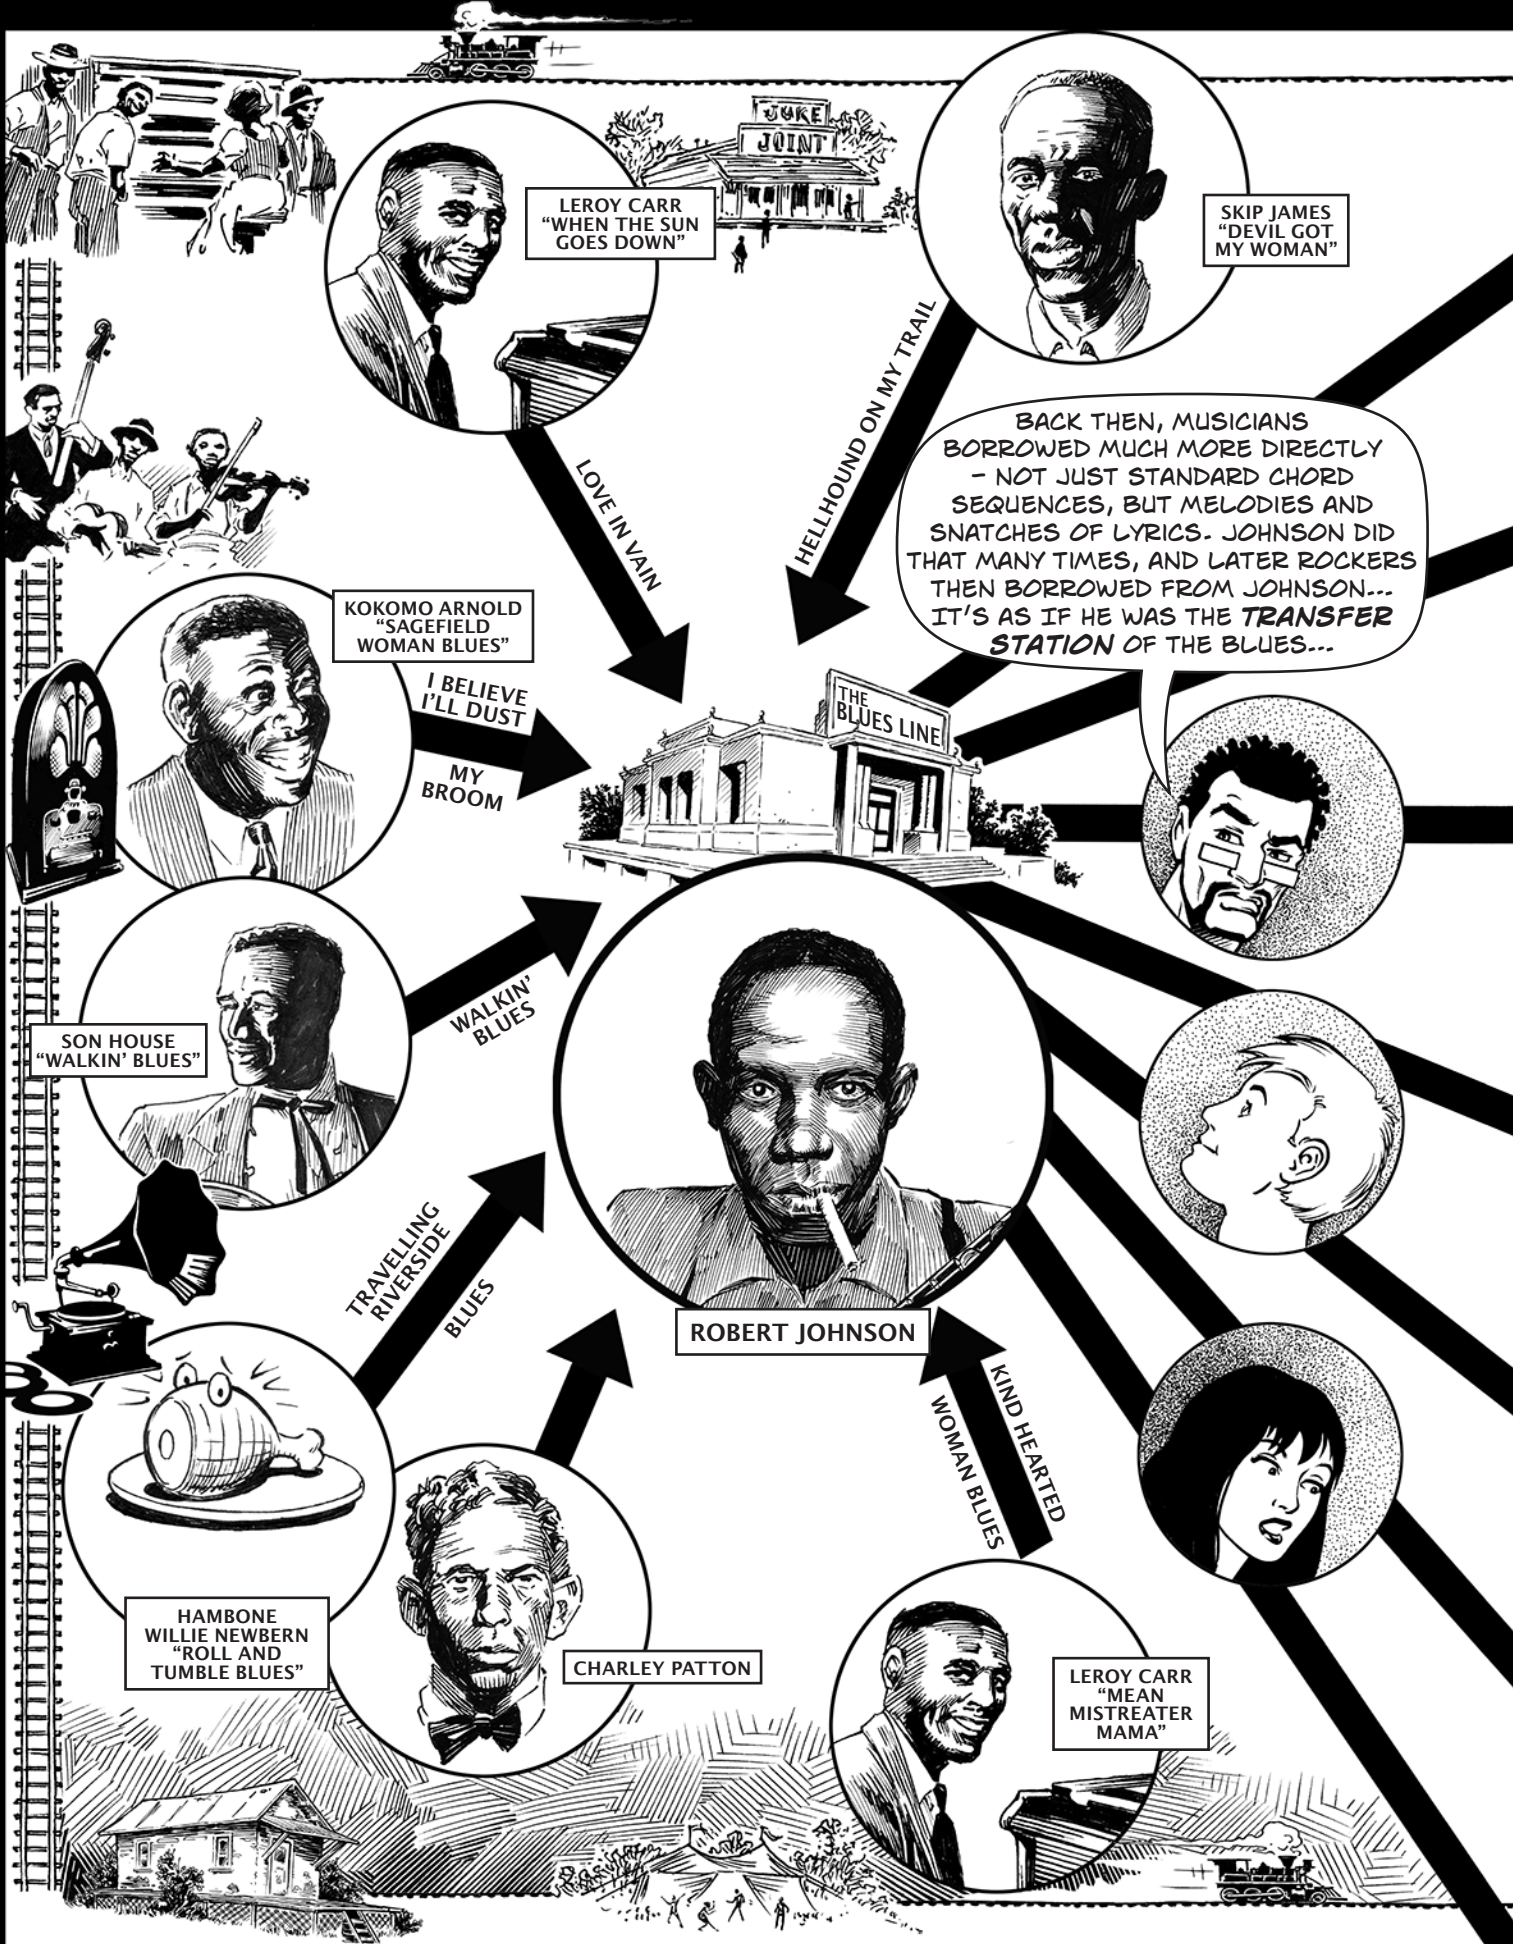 JUKE
JOINT
LEROY CARR
“WHEN THE SUN
GOES DOWN”
SKIP JAMES
“DEVIL GOT
MY WOMAN”
LOVE IN VAIN
HELLHOUND ON MY TRAIL
BACK THEN, MUSICIANS
BORROWED MUCH MORE DIRECTLY
– NOT JUST STANDARD CHORD
SEQUENCES, BUT MELODIES AND
SNATCHES OF LYRICS. JOHNSON DID
THAT MANY TIMES, AND LATER ROCKERS
THEN BORROWED FROM JOHNSON...
IT'S AS IF HE WAS THE TRANSFER
STATION OF THE BLUES...
KOKOMO ARNOLD
“SAGEFIELD
WOMAN BLUES”
I BELIEVE
I’LL DUST
MY
BROOM
THE
BLUES LINE
SON HOUSE
“WALKIN’ BLUES”
WALKIN’
BLUES
TRAVELLING
RIVERSIDE
BLUES
ROBERT JOHNSON
KIND HEARTED
WOMAN BLUES
HAMBONE
WILLIE NEWBERN
“ROLL AND
TUMBLE BLUES”
CHARLEY PATTON
LEROY CARR
“MEAN
MISTREATER
MAMA”